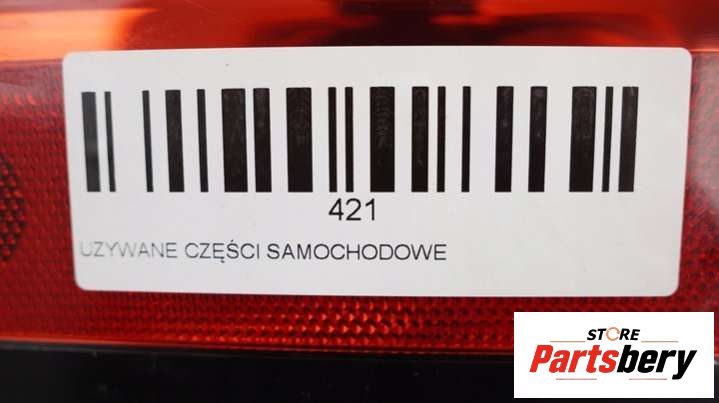 421
UZYWANE CZĘŚCI SAMOCHODOWE
STORE
Partsbery